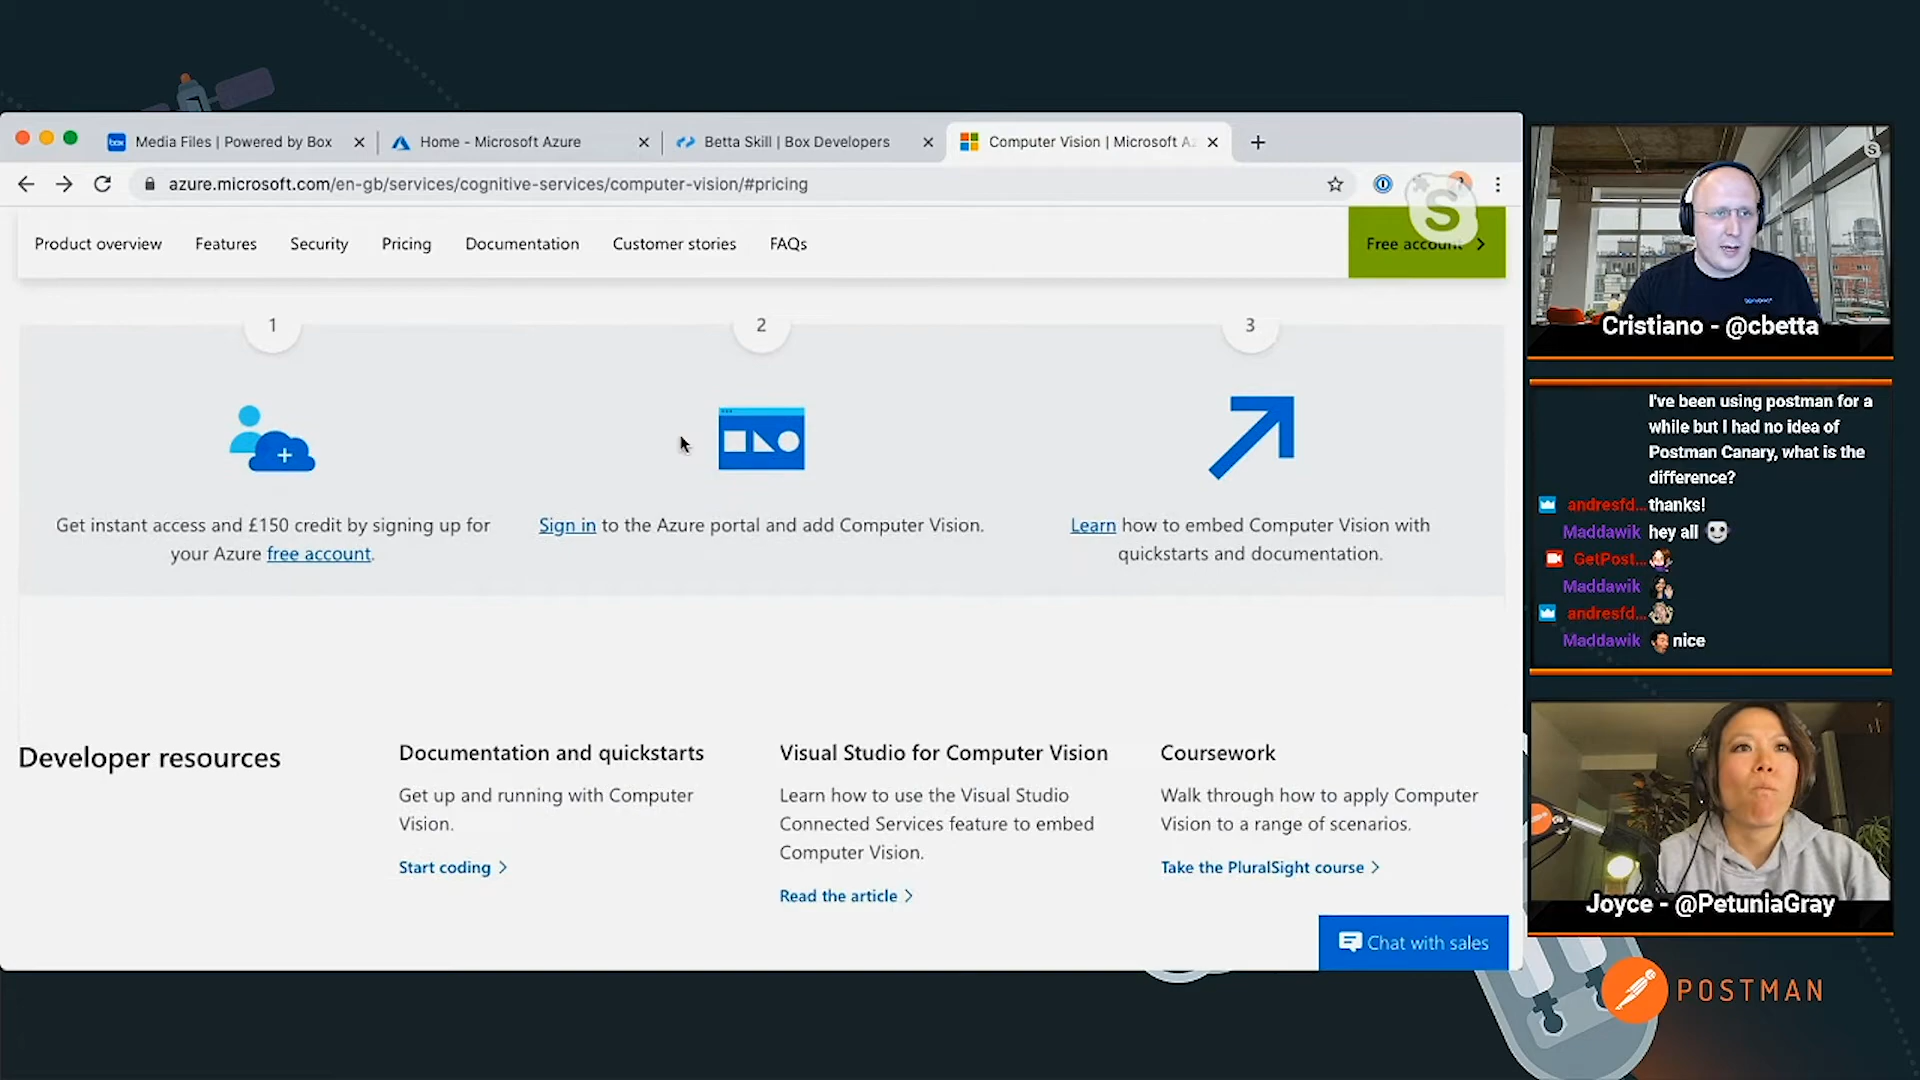 Media Files | Powered by Box
Home - Microsoft Azure
Betta Skill | Box Developers
Computer Vision | Microsoft Az
azure.microsoft.com/en-gb/services/cognitive-services/computer-vision/#pricing
Product overview
Features
Security
Pricing
Documentation
Customer stories
FAQs
Free account
1
2
3
Get instant access and £150 credit by signing up for
your Azure free account.
Sign in to the Azure portal and add Computer Vision.
Learn how to embed Computer Vision with
quickstarts and documentation.
Developer resources
Documentation and quickstarts
Get up and running with Computer
Vision.
Start coding
Visual Studio for Computer Vision
Learn how to use the Visual Studio
Connected Services feature to embed
Computer Vision.
Read the article
Coursework
Walk through how to apply Computer
Vision to a range of scenarios.
Take the PluralSight course
Chat with sales
Cristiano - @cbetta
I've been using postman for a
while but I had no idea of
Postman Canary, what is the
difference?
andresfd... thanks!
Maddawik hey all
GetPost...
Maddawik
andresfd...
Maddawik nice
Joyce - @PetuniaGray
POSTMAN